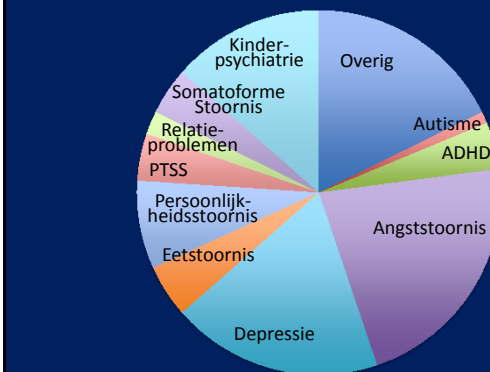 Kinder-
psychiatrie
Overig
Somatoforme
Stoornis
Autisme
Relatie-
problemen
ADHD
PTSS
Persoonlijk-
heidsstoornis
Angststoornis
Eetstoornis
Depressie